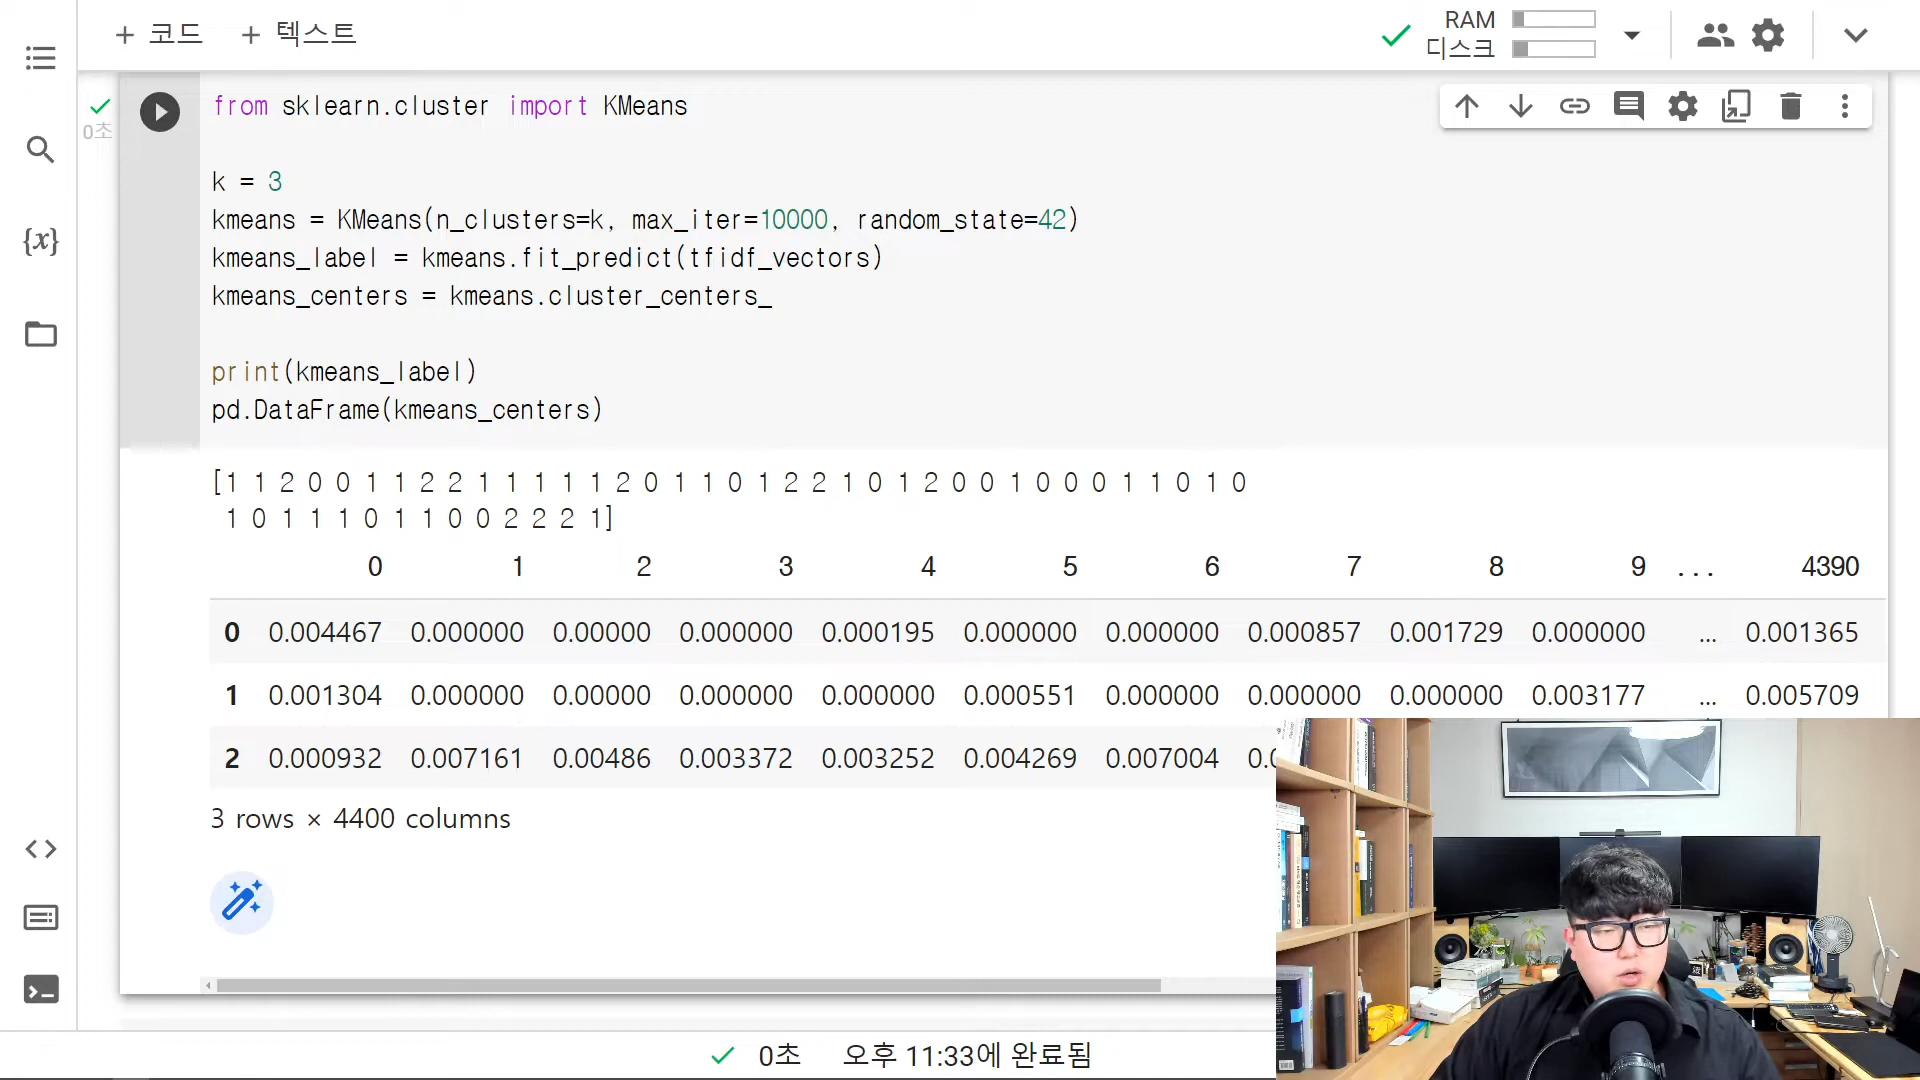 + 코드 + 텍스트
RAM
디스크
{x}
0초
from sklearn.cluster import KMeans
k = 3
kmeans = KMeans(n_clusters=k, max_iter=10000, random_state=42)
kmeans_label = kmeans.fit_predict(tfidf_vectors)
kmeans_centers = kmeans.cluster_centers_
print(kmeans_label)
pd.DataFrame(kmeans_centers)
[1 1 2 0 0 1 1 2 2 1 1 1 1 1 2 0 1 1 0 1 2 2 1 0 1 2 0 0 1 0 0 0 1 1 0 1 0
1 0 1 1 1 0 1 1 0 0 2 2 2 1]
0 1 2 3 4 5 6 7 8 9 ... 4390
0 0.004467 0.000000 0.00000 0.000000 0.000195 0.000000 0.000000 0.000857 0.001729 0.000000 ... 0.001365
1 0.001304 0.000000 0.00000 0.000000 0.000000 0.000551 0.000000 0.000000 0.000000 0.003177 ... 0.005709
2 0.000932 0.007161 0.00486 0.003372 0.003252 0.004269 0.007004 0.0
3 rows × 4400 columns
0초 오후 11:33에 완료됨